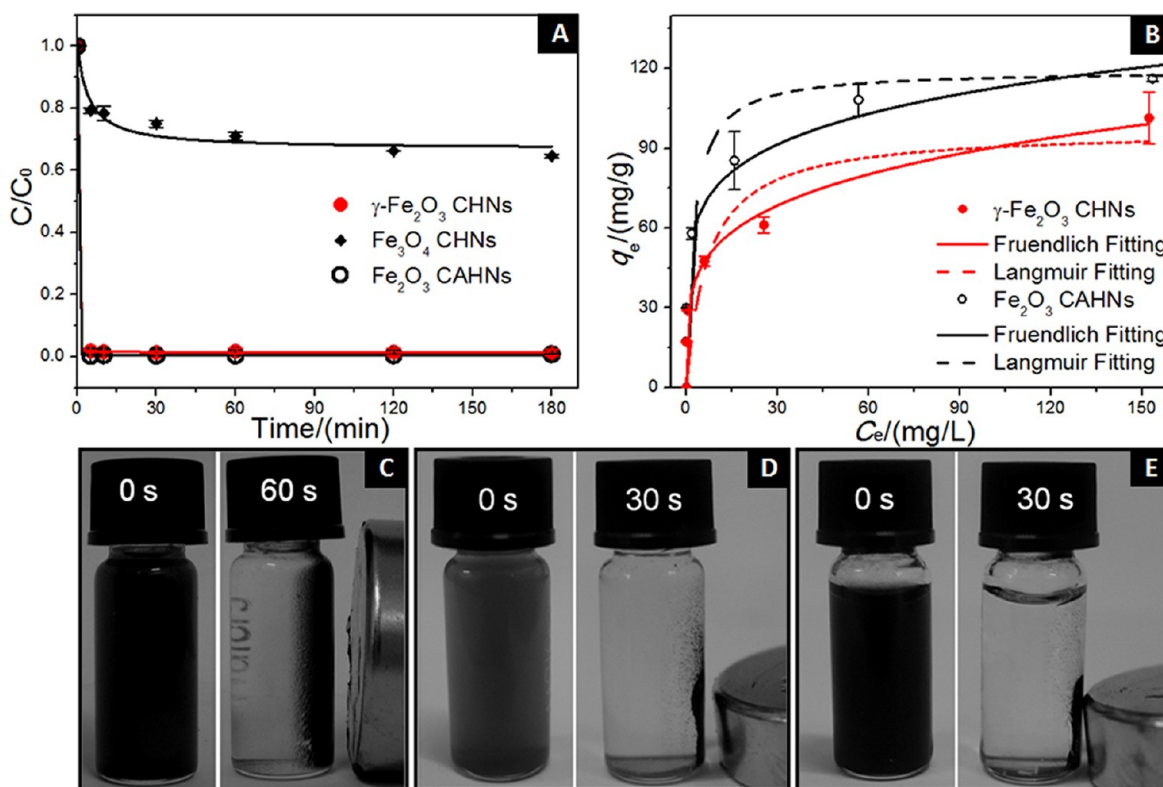 A
1.0
0.8
0.6
0.4
0.2
0.0
C/C₀
γ-Fe₂O₃ CHNs
Fe₃O₄ CHNs
Fe₂O₃ CAHNs
0 30 60 90 120 150 180
Time/(min)
B
120
90
60
30
0
qₑ/(mg/g)
γ-Fe₂O₃ CHNs
Fruendlich Fitting
Langmuir Fitting
Fe₂O₃ CAHNs
Fruendlich Fitting
Langmuir Fitting
0 30 60 90 120 150
Cₑ/(mg/L)
C
0 s 60 s
D
0 s 30 s
E
0 s 30 s